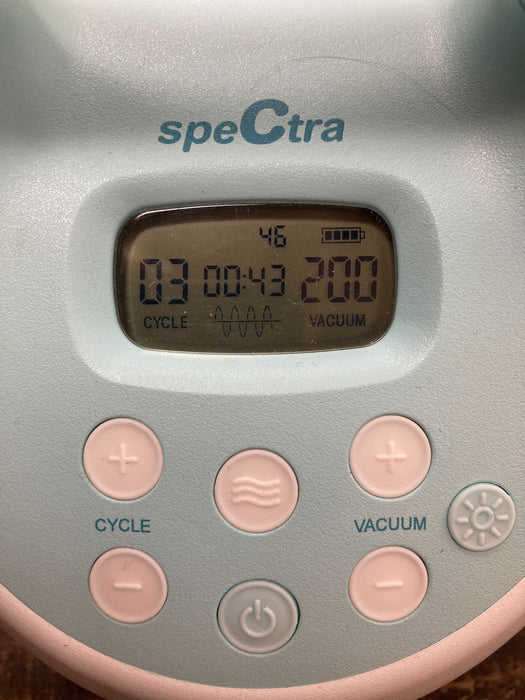 speCtra
46
03 00:43 200
CYCLE VACUUM
CYCLE VACUUM